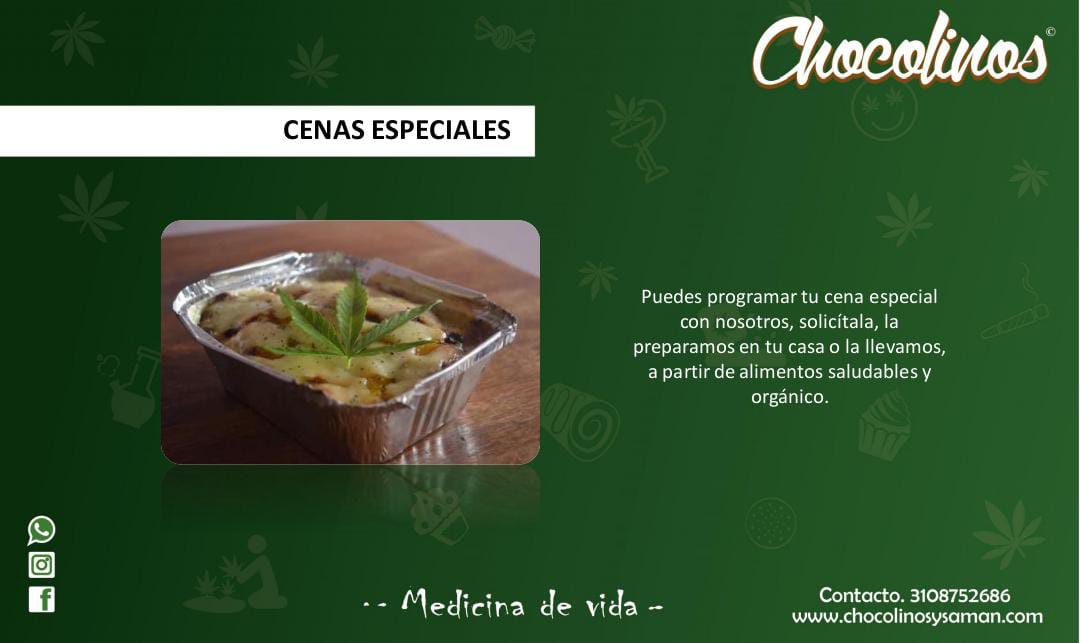 Chocolinos©
CENAS ESPECIALES
Puedes programar tu cena especial
con nosotros, solicítala, la
preparamos en tu casa o la llevamos,
a partir de alimentos saludables y
orgánico.
-- Medicina de vida -
Contacto. 3108752686
www.chocolinosysaman.com